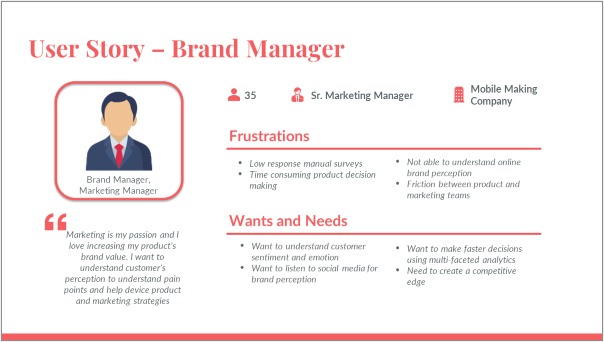 User Story – Brand Manager
35
Sr. Marketing Manager
Mobile Making
Company
Brand Manager,
Marketing Manager
Marketing is my passion and I
love increasing my product's
brand value. I want to
understand customer's
perception to understand pain
points and help device product
and marketing strategies
Frustrations
• Low response manual surveys
• Time consuming product decision
making
• Not able to understand online
brand perception
• Friction between product and
marketing teams
Wants and Needs
• Want to understand customer
sentiment and emotion
• Want to listen to social media for
brand perception
• Want to make faster decisions
using multi-faceted analytics
• Need to create a competitive
edge